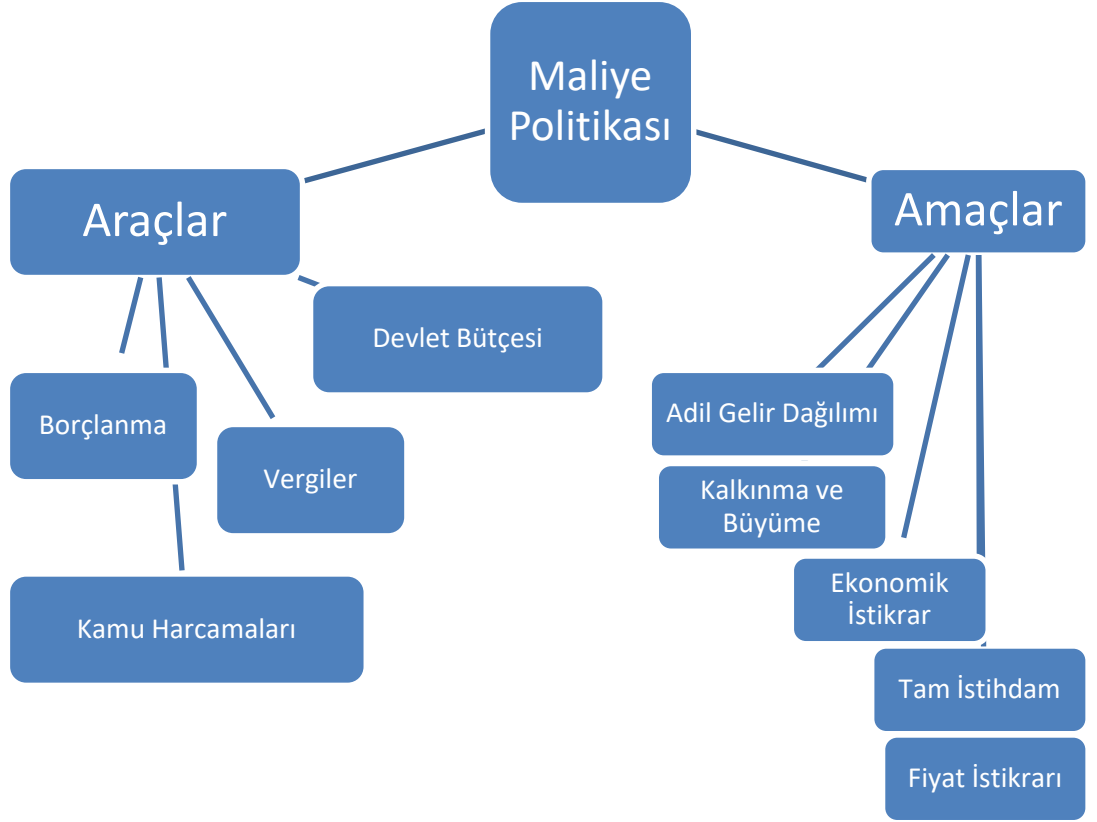 Maliye
Politikası
Araçlar
Amaçlar
Devlet Bütçesi
Borçlanma
Vergiler
Kamu Harcamaları
Adil Gelir Dağılımı
Kalkınma ve
Büyüme
Ekonomik
İstikrar
Tam İstihdam
Fiyat İstikrarı